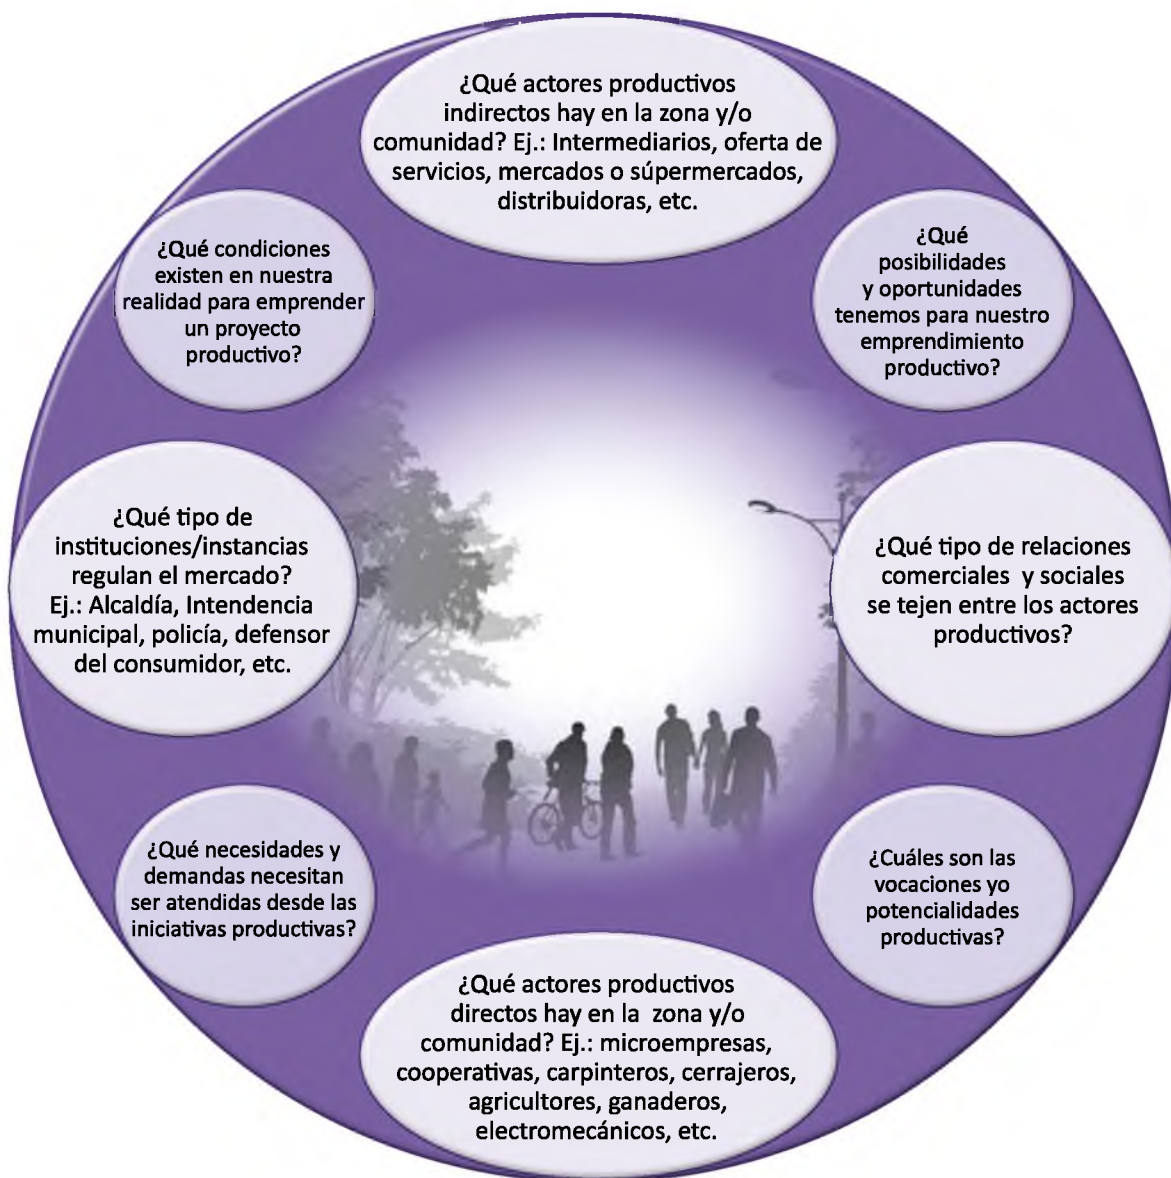 ¿Qué actores productivos
indirectos hay en la zona y/o
comunidad? Ej.: Intermediarios, oferta de
servicios, mercados o súpermercados,
distribuidoras, etc.
¿Qué condiciones
existen en nuestra
realidad para emprender
un proyecto
productivo?
¿Qué
posibilidades
y oportunidades
tenemos para nuestro
emprendimiento
productivo?
¿Qué tipo de
instituciones/instancias
regulan el mercado?
Ej.: Alcaldía, Intendencia
municipal, policía, defensor
del consumidor, etc.
¿Qué tipo de relaciones
comerciales y sociales
se tejen entre los actores
productivos?
¿Qué necesidades y
demandas necesitan
ser atendidas desde las
iniciativas productivas?
¿Cuáles son las
vocaciones yo
potencialidades
productivas?
¿Qué actores productivos
directos hay en la zona y/o
comunidad? Ej.: microempresas,
cooperativas, carpinteros, cerrajeros,
agricultores, ganaderos,
electromecánicos, etc.